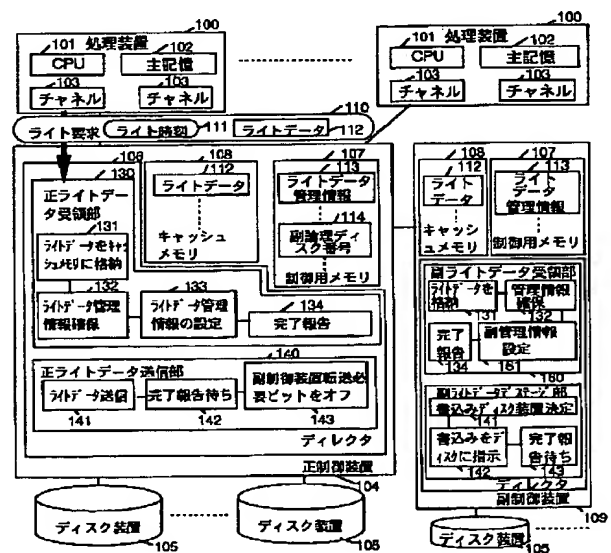 100
101 処理装置
102
CPU
主記憶
103
103
チャネル
チャネル
100
101 処理装置
102
CPU
主記憶
103
103
チャネル
チャネル
110
ライト要求
ライト時刻
111
ライトデータ
112
106
130
正ライトデータ受領部
131
ライトデータをキャッシュメモリに格納
132
ライトデータ管理情報確保
133
ライトデータ管理情報の設定
134
完了報告
108
112
ライトデータ
キャッシュメモリ
107
113
ライトデータ管理情報
114
副論理ディスク番号
制御用メモリ
140
正ライトデータ送信部
ライトデータ送信
141
完了報告待ち
142
副制御装置転送必要ビットをオフ
143
ディレクタ
正制御装置
104
ディスク装置
105
ディスク装置
105
108
112
ライトデータ
キャッシュメモリ
107
113
ライトデータ管理情報
制御用メモリ
副ライトデータ受領部
ライトデータを格納
131
管理情報確保
132
完了報告
134
副管理情報設定
161
160
副ライトデータデステージ部
書込みディスク装置決定
141
書込みをディスクに指示
142
完了報告待ち
143
ディレクタ
副制御装置
109
ディスク装置
105